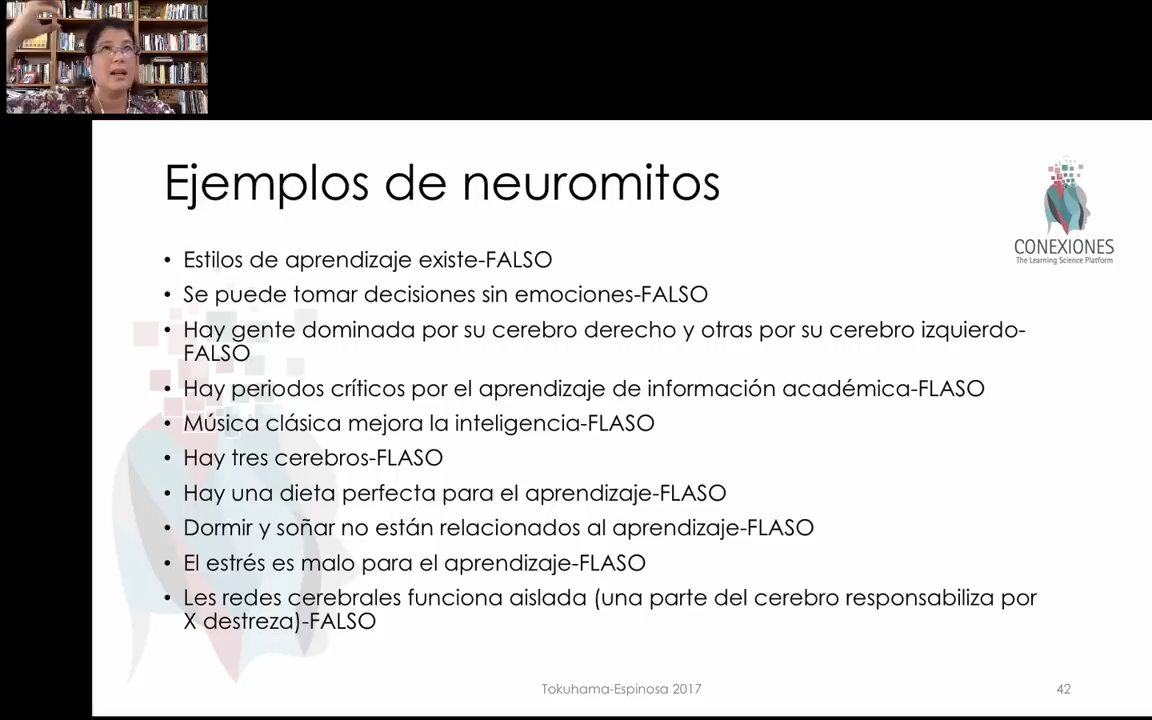 Ejemplos de neuromitos
CONEXIONES
The Learning Science Platform
• Estilos de aprendizaje existe-FALSO
• Se puede tomar decisiones sin emociones-FALSO
• Hay gente dominada por su cerebro derecho y otras por su cerebro izquierdo-
FALSO
• Hay periodos críticos por el aprendizaje de información académica-FLASO
• Música clásica mejora la inteligencia-FLASO
• Hay tres cerebros-FLASO
• Hay una dieta perfecta para el aprendizaje-FLASO
• Dormir y soñar no están relacionados al aprendizaje-FLASO
• El estrés es malo para el aprendizaje-FLASO
• Les redes cerebrales funciona aislada (una parte del cerebro responsabiliza por
X destreza)-FALSO
Tokuhama-Espinosa 2017
42